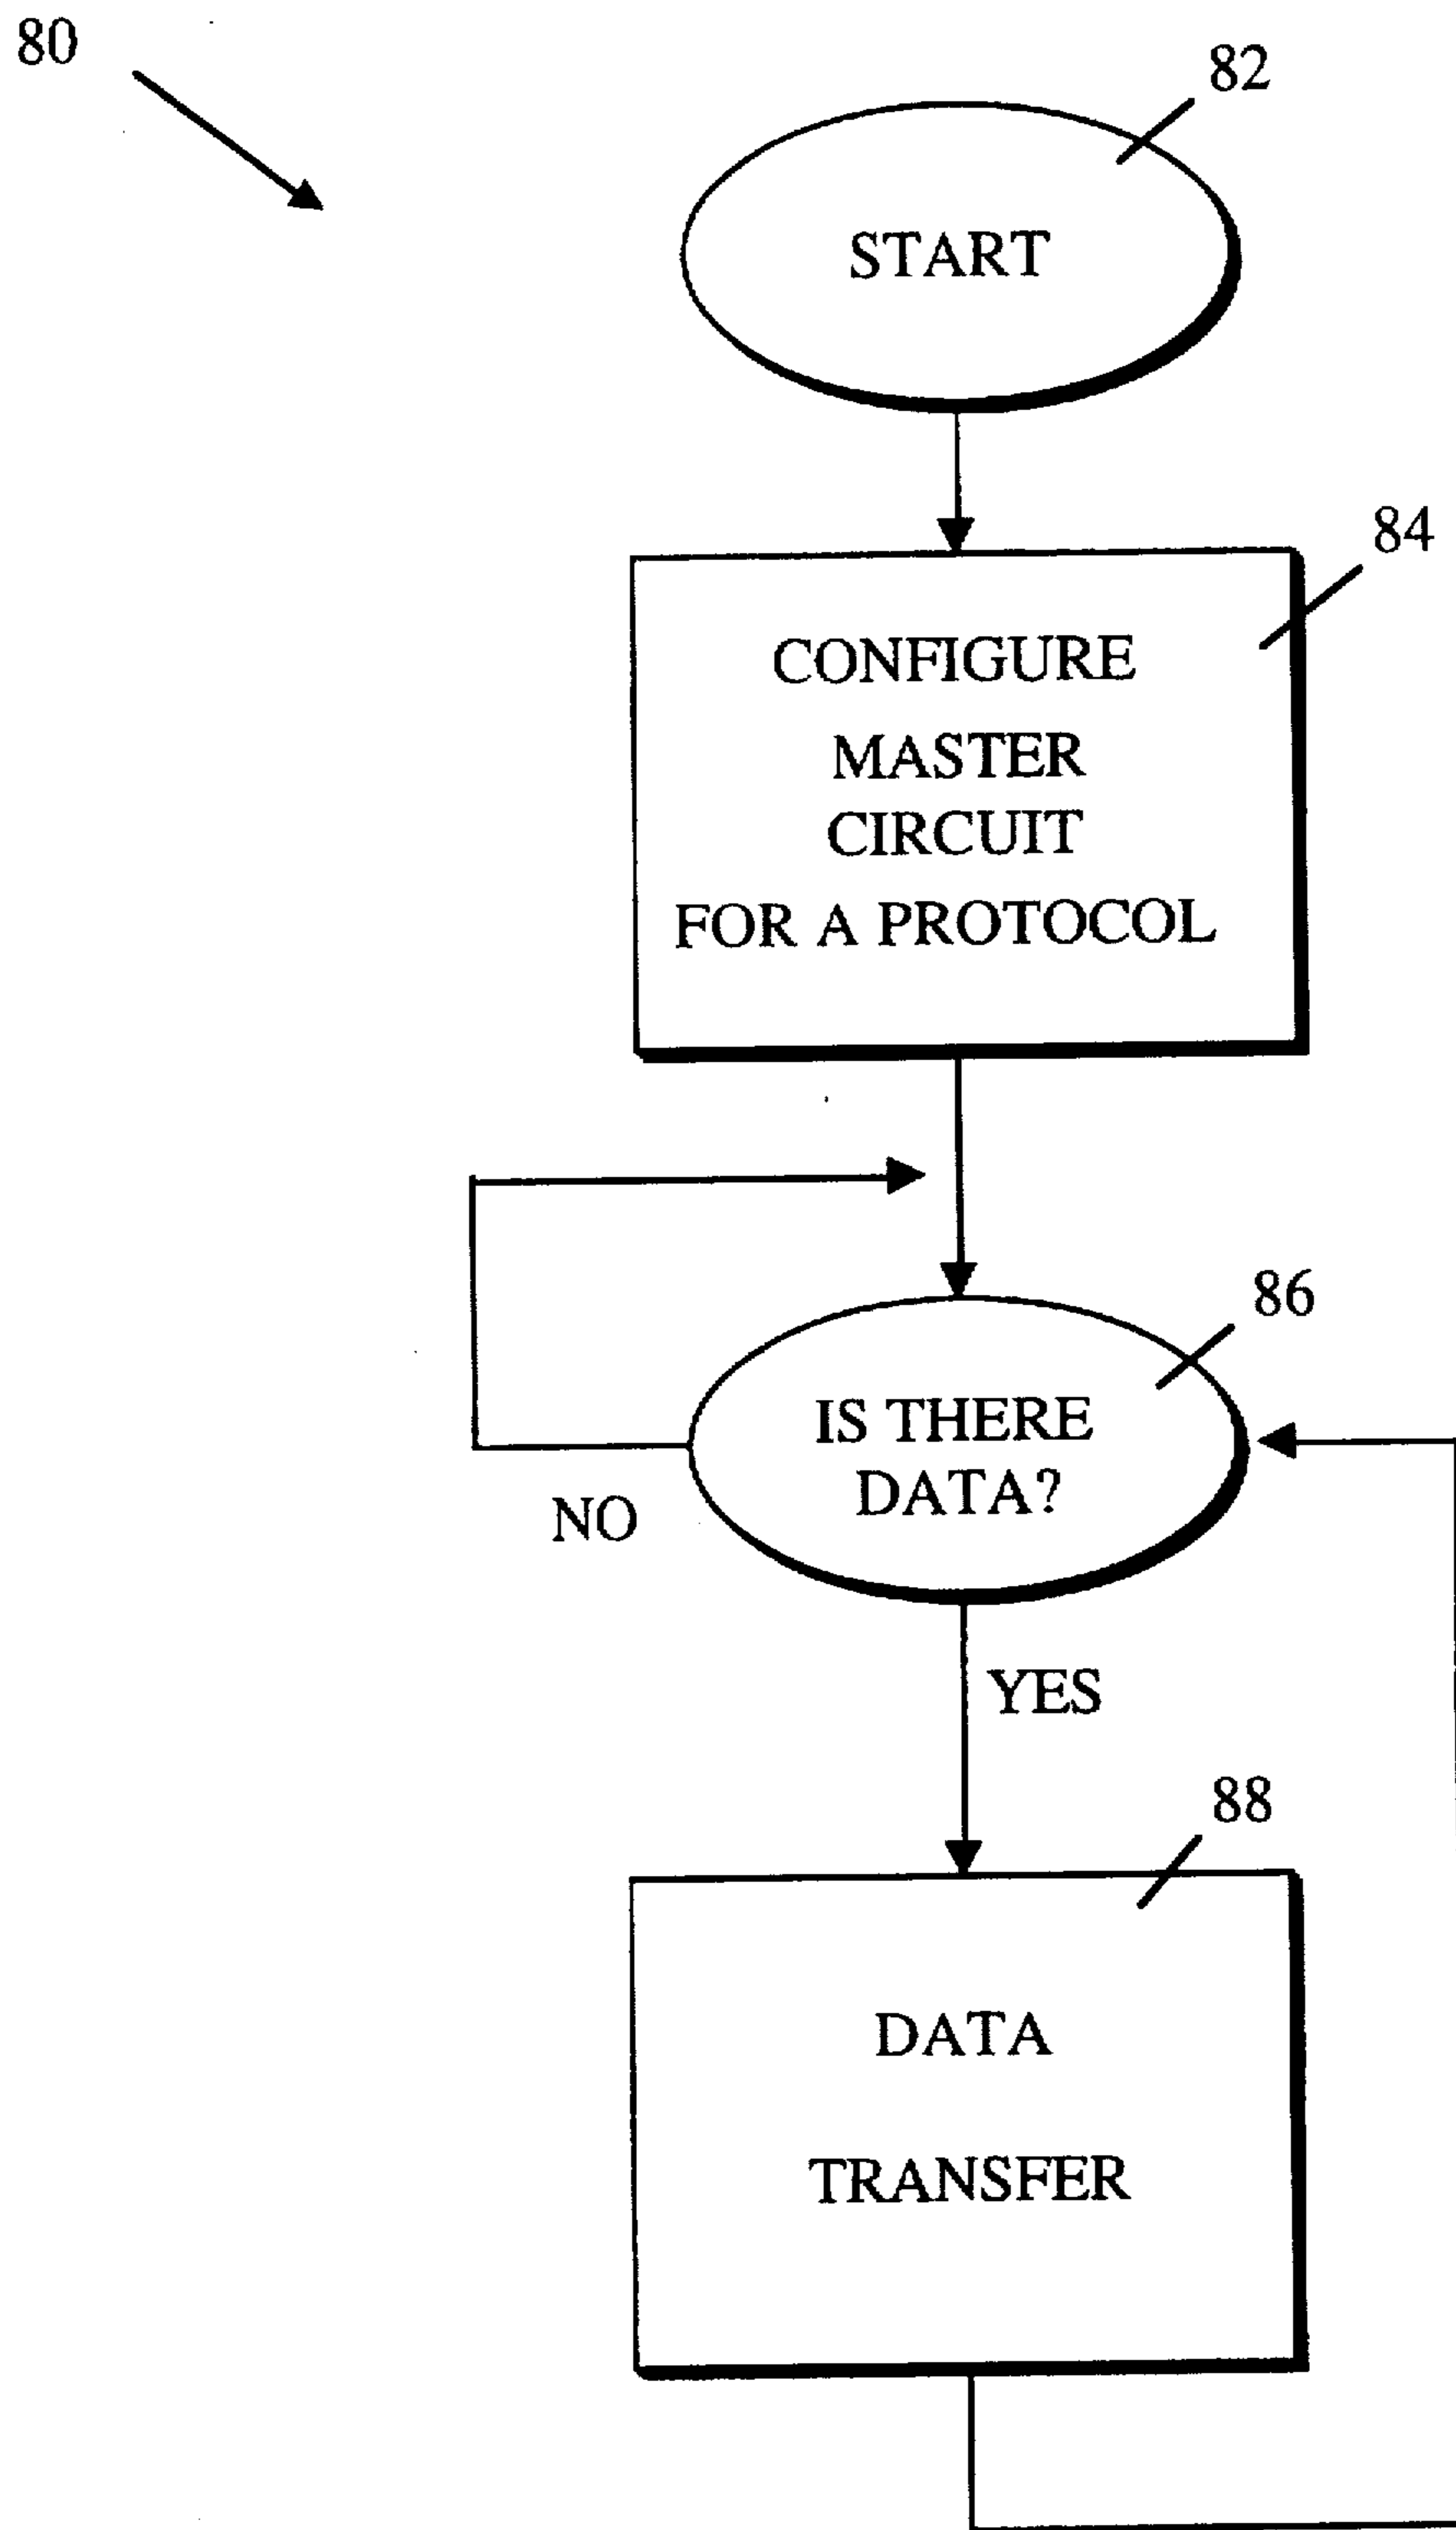 80
82
START
84
CONFIGURE
MASTER
CIRCUIT
FOR A PROTOCOL
86
IS THERE
DATA?
NO
YES
88
DATA
TRANSFER